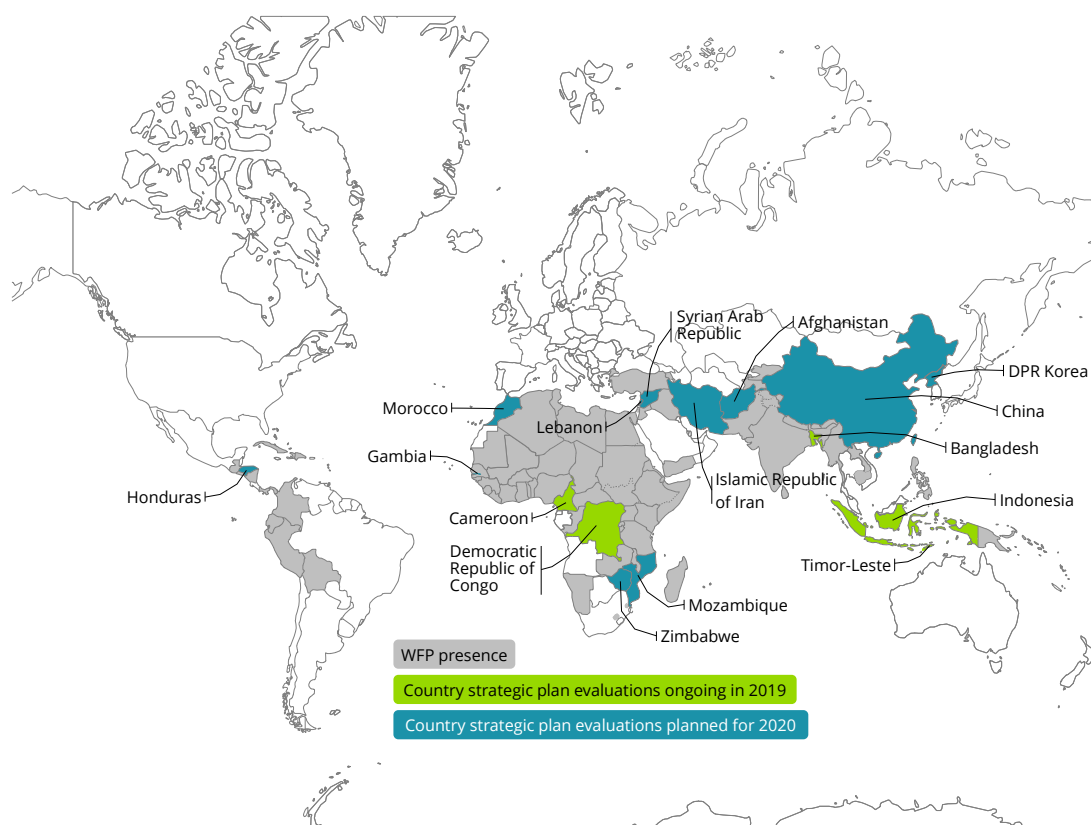 Syrian Arab
Republic
Afghanistan
DPR Korea
Morocco
China
Lebanon
Bangladesh
Gambia
Islamic Republic
of Iran
Honduras
Indonesia
Cameroon
Democratic
Republic of
Congo
Timor-Leste
Mozambique
Zimbabwe
WFP presence
Country strategic plan evaluations ongoing in 2019
Country strategic plan evaluations planned for 2020